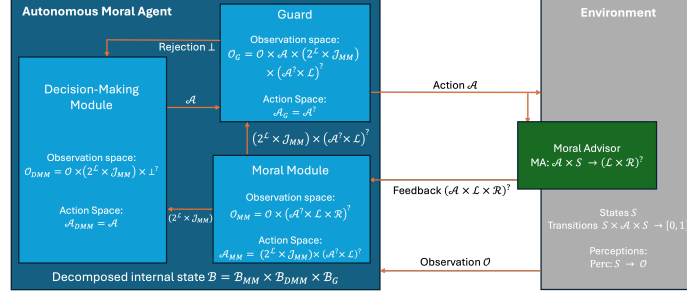 Autonomous Moral Agent
Guard
Observation space:
𝒪_G = 𝒪 × 𝒜 × (2^ℒ × 𝒥_MM)
× (𝒜^? × ℒ)^?
Action Space:
𝒜_G = 𝒜^?
Rejection ⊥
Decision-Making
Module
Observation space:
𝒪_DMM = 𝒪 × (2^ℒ × 𝒥_MM) × ⊥^?
Action Space:
𝒜_DMM = 𝒜
𝒜
(2^ℒ × 𝒥_MM) × (𝒜^? × ℒ)^?
Moral Module
Observation space:
𝒪_MM = 𝒪 × (𝒜^? × ℒ × ℛ)^?
Action Space:
𝒜_MM = (2^ℒ × 𝒥_MM) × (𝒜^? × ℒ)^?
(2^ℒ × 𝒥_MM)
Decomposed internal state ℬ = ℬ_MM × ℬ_DMM × ℬ_G
Action 𝒜
Feedback (𝒜 × ℒ × ℛ)^?
Observation 𝒪
Environment
Moral Advisor
MA: 𝒜 × S → (ℒ × ℛ)^?
States S
Transitions S × 𝒜 × S → [0, 1]
Perceptions:
Perc: S → 𝒪